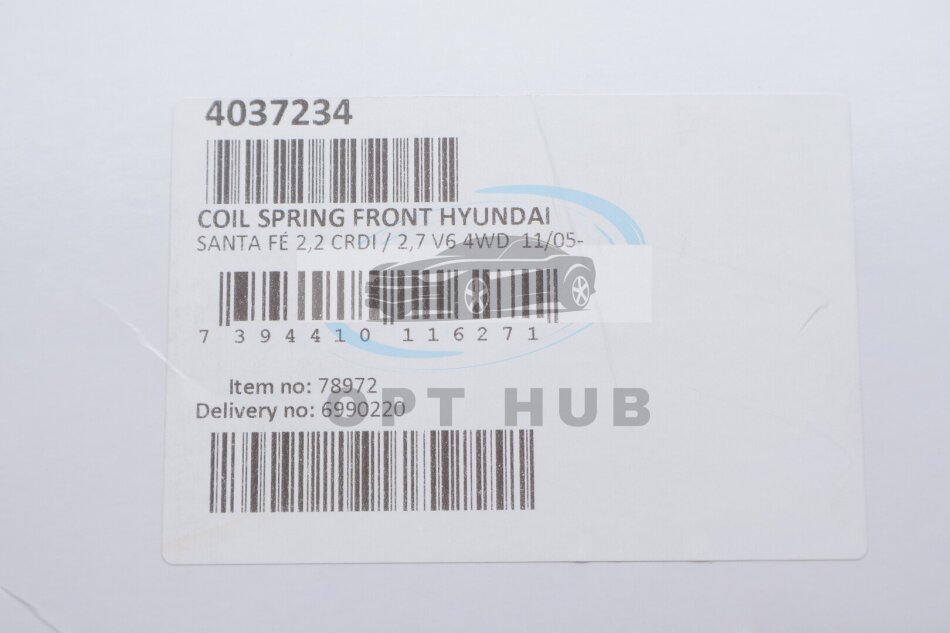 4037234
COIL SPRING FRONT HYUNDAI
SANTA FÉ 2,2 CRDI / 2,7 V6 4WD 11/05-
7 394410 116271
Item no: 78972
Delivery no: 6990220
OPT HUB